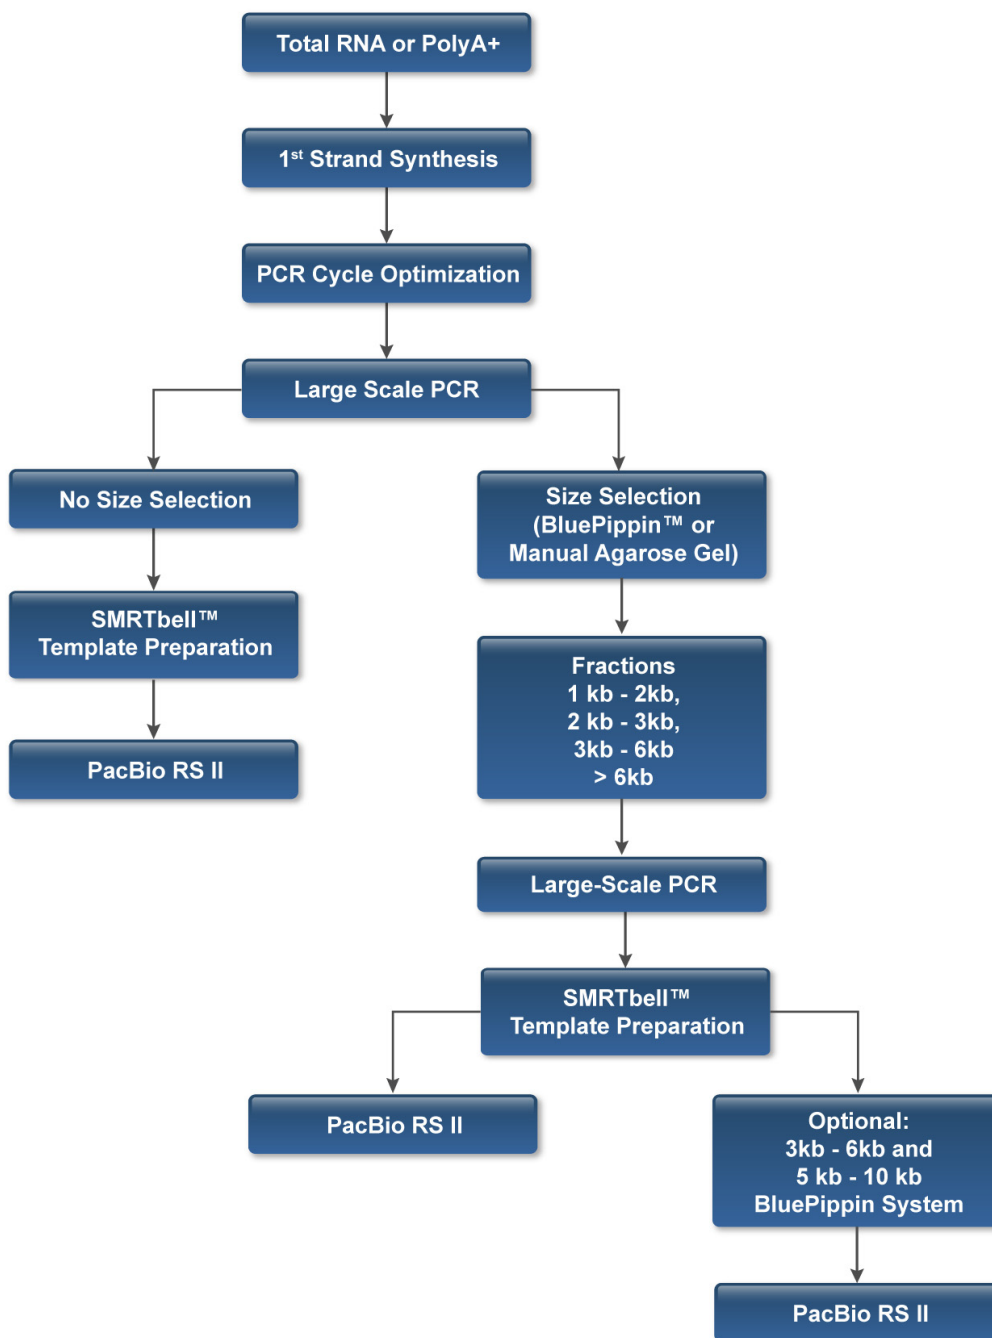 Total RNA or PolyA+
1st Strand Synthesis
PCR Cycle Optimization
Large Scale PCR
No Size Selection
SMRTbell™
Template Preparation
PacBio RS II
Size Selection
(BluePippin™ or
Manual Agarose Gel)
Fractions
1 kb - 2kb,
2 kb - 3kb,
3kb - 6kb
> 6kb
Large-Scale PCR
SMRTbell™
Template Preparation
PacBio RS II
Optional:
3kb - 6kb and
5 kb - 10 kb
BluePippin System
PacBio RS II